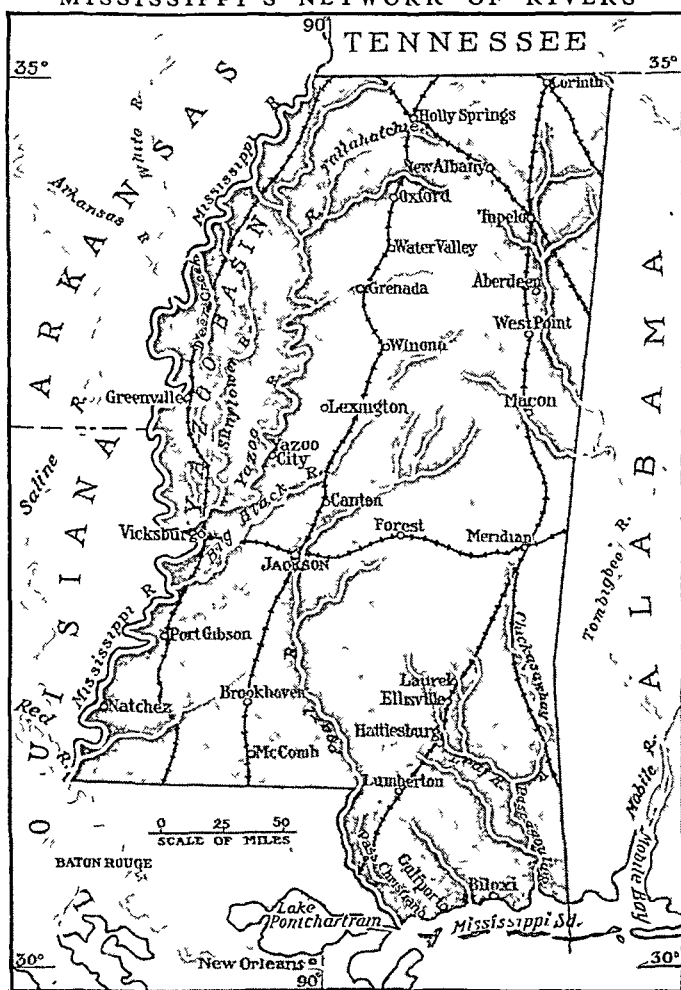 MISSISSIPPI'S NETWORK OF RIVERS
90°
TENNESSEE
35°
35°
ARKANSAS
White R.
Arkansas R
Mississippi R
Corinth
Holly Springs
Tallahatchie R
New Albany
Oxford
Tupelo
Water Valley
Grenada
Aberdeen
Deer Creek
YAZOO BASIN
West Point
Winona
Sunflower R
Greenville
Lexington
Macon
ALABAMA
Saline R
Yazoo R
Yazoo
City
Big Black R.
Canton
Vicksburg
Forest
Meridian
JACKSON
Tombigbee R.
LOUISIANA
Mississippi R
Port Gibson
Chickasawhay R
Pearl R
Laurel
Ellisville
Natchez
Brookhaven
Red R.
Hattiesburg
McComb
Leaf R.
Lumberton
Pascagoula R
Mobile R.
0 25 50
SCALE OF MILES
BATON ROUGE
Pass
Christian
Gulfport
Biloxi
Mobile Bay
Lake
Pontchartrain
Mississippi Sd.
New Orleans
30°
90°
30°